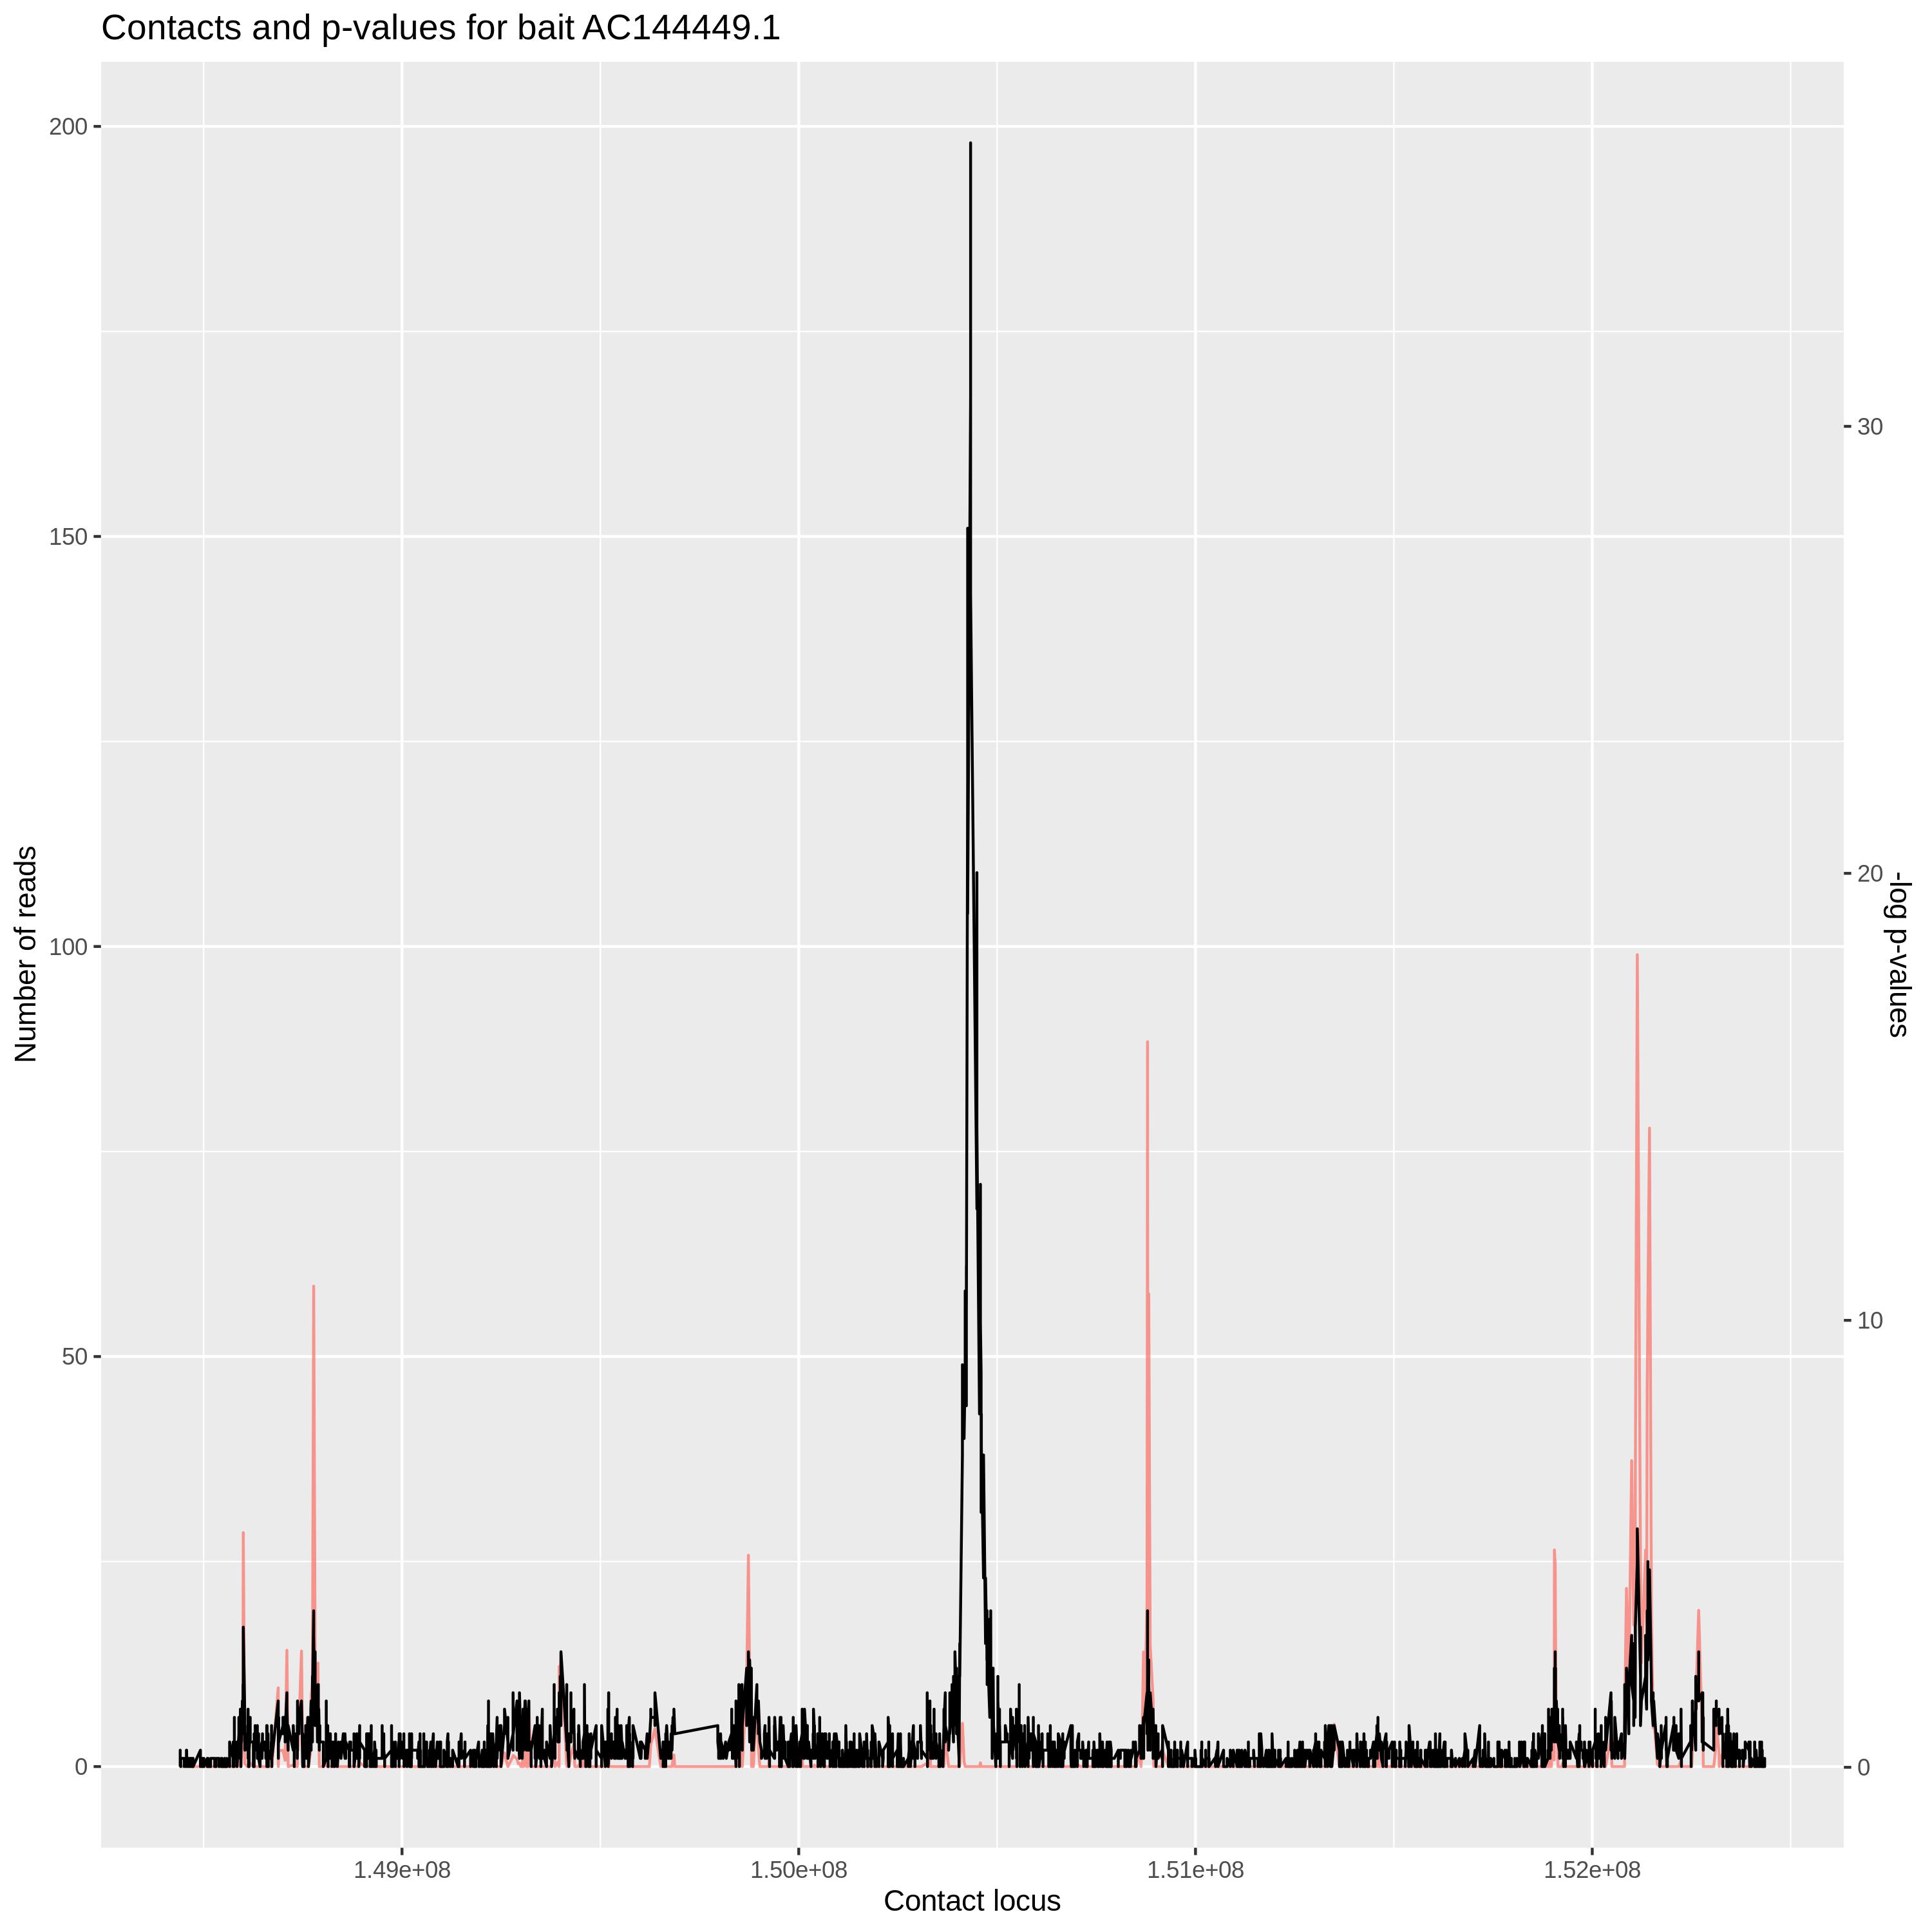 Contacts and p-values for bait AC144449.1
200
150
100
50
0
Number of reads
30
20
10
0
-log p-values
1.49e+08
1.50e+08
1.51e+08
1.52e+08
Contact locus